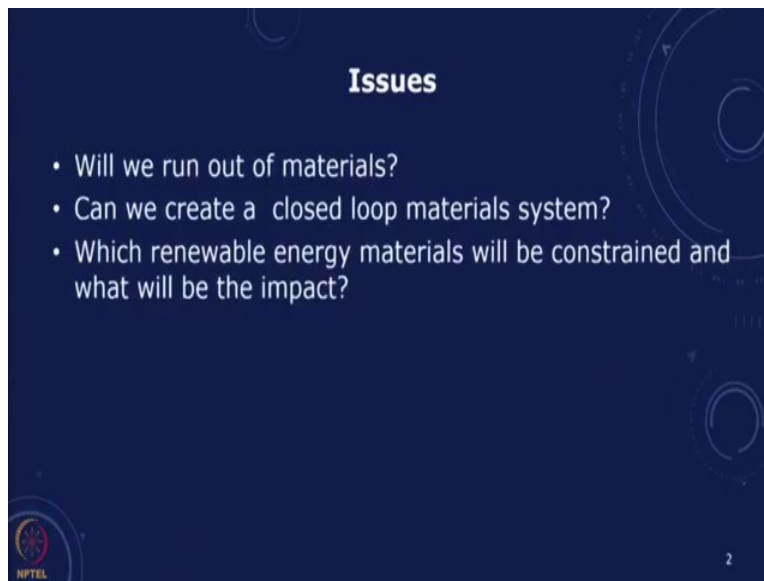 Issues
• Will we run out of materials?
• Can we create a closed loop materials system?
• Which renewable energy materials will be constrained and
what will be the impact?
NPTEL
2